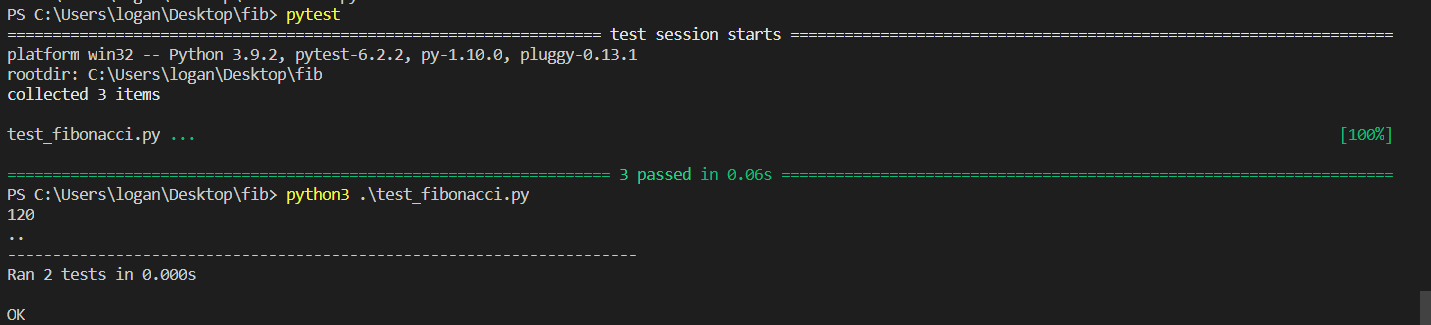 PS C:\Users\logan\Desktop\fib> pytest
================================================================== test session starts ===================================================================
platform win32 -- Python 3.9.2, pytest-6.2.2, py-1.10.0, pluggy-0.13.1
rootdir: C:\Users\logan\Desktop\fib
collected 3 items
test_fibonacci.py ... [100%]
=================================================================== 3 passed in 0.06s ====================================================================
PS C:\Users\logan\Desktop\fib> python3 .\test_fibonacci.py
120
..
----------------------------------------------------------------------
Ran 2 tests in 0.000s
OK